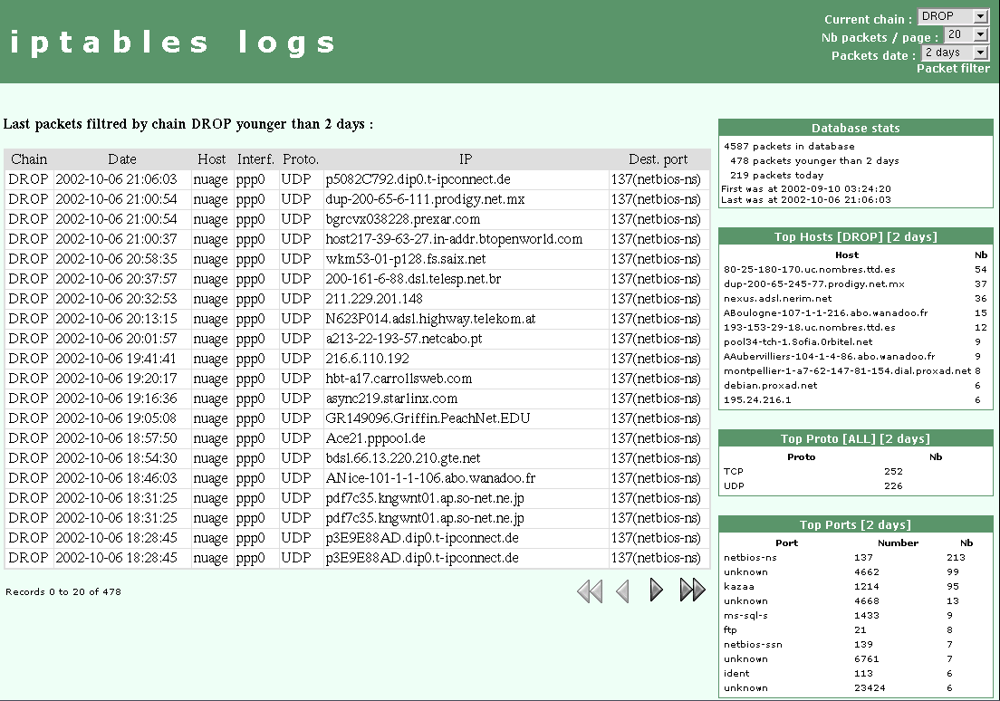 iptables logs
Current chain : DROP
Nb packets / page : 20
Packets date : 2 days
Packet filter
Last packets filtred by chain DROP younger than 2 days :
Chain Date Host Interf. Proto. IP Dest. port
DROP 2002-10-06 21:06:03 nuage ppp0 UDP p5082C792.dip0.t-ipconnect.de 137(netbios-ns)
DROP 2002-10-06 21:00:54 nuage ppp0 UDP dup-200-65-6-111.prodigy.net.mx 137(netbios-ns)
DROP 2002-10-06 21:00:54 nuage ppp0 UDP bgrcvx038228.prexar.com 137(netbios-ns)
DROP 2002-10-06 21:00:37 nuage ppp0 UDP host217-39-63-27.in-addr.btopenworld.com 137(netbios-ns)
DROP 2002-10-06 20:58:35 nuage ppp0 UDP wkm53-01-p128.fs.saix.net 137(netbios-ns)
DROP 2002-10-06 20:37:57 nuage ppp0 UDP 200-161-6-88.dsl.telesp.net.br 137(netbios-ns)
DROP 2002-10-06 20:32:53 nuage ppp0 UDP 211.229.201.148 137(netbios-ns)
DROP 2002-10-06 20:13:15 nuage ppp0 UDP N623P014.adsl.highway.telekom.at 137(netbios-ns)
DROP 2002-10-06 20:01:57 nuage ppp0 UDP a213-22-193-57.netcabo.pt 137(netbios-ns)
DROP 2002-10-06 19:41:41 nuage ppp0 UDP 216.6.110.192 137(netbios-ns)
DROP 2002-10-06 19:20:17 nuage ppp0 UDP hbt-a17.carrollsweb.com 137(netbios-ns)
DROP 2002-10-06 19:16:36 nuage ppp0 UDP async219.starlinx.com 137(netbios-ns)
DROP 2002-10-06 19:05:08 nuage ppp0 UDP GR149096.Griffin.PeachNet.EDU 137(netbios-ns)
DROP 2002-10-06 18:57:50 nuage ppp0 UDP Ace21.pppool.de 137(netbios-ns)
DROP 2002-10-06 18:54:30 nuage ppp0 UDP bdsl.66.13.220.210.gte.net 137(netbios-ns)
DROP 2002-10-06 18:46:03 nuage ppp0 UDP ANice-101-1-1-106.abo.wanadoo.fr 137(netbios-ns)
DROP 2002-10-06 18:31:25 nuage ppp0 UDP pdf7c35.kngwnt01.ap.so-net.ne.jp 137(netbios-ns)
DROP 2002-10-06 18:31:25 nuage ppp0 UDP pdf7c35.kngwnt01.ap.so-net.ne.jp 137(netbios-ns)
DROP 2002-10-06 18:28:45 nuage ppp0 UDP p3E9E88AD.dip0.t-ipconnect.de 137(netbios-ns)
DROP 2002-10-06 18:28:45 nuage ppp0 UDP p3E9E88AD.dip0.t-ipconnect.de 137(netbios-ns)
Records 0 to 20 of 478
Database stats
4587 packets in database
478 packets younger than 2 days
219 packets today
First was at 2002-09-10 03:24:20
Last was at 2002-10-06 21:06:03
Top Hosts [DROP] [2 days]
Host Nb
80-25-180-170.uc.nombres.ttd.es 54
dup-200-65-245-77.prodigy.net.mx 37
nexus.adsl.nerim.net 36
ABoulogne-107-1-1-216.abo.wanadoo.fr 15
193-153-29-18.uc.nombres.ttd.es 12
pool34-tch-1.Sofia.0rbitel.net 9
AAubervilliers-104-1-4-86.abo.wanadoo.fr 9
montpellier-1-a7-62-147-81-154.dial.proxad.net 8
debian.proxad.net 6
195.24.216.1 6
Top Proto [ALL] [2 days]
Proto Nb
TCP 252
UDP 226
Top Ports [2 days]
Port Number Nb
netbios-ns 137 213
unknown 4662 99
kazaa 1214 95
unknown 4668 13
ms-sql-s 1433 9
ftp 21 8
netbios-ssn 139 7
unknown 6761 7
ident 113 6
unknown 23424 6